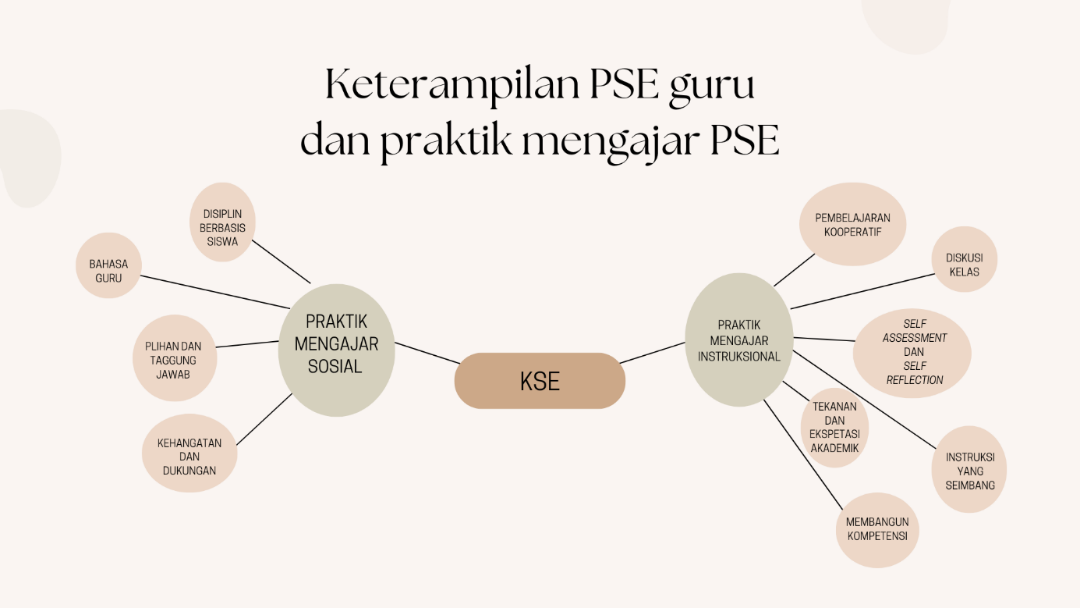 Keterampilan PSE guru
dan praktik mengajar PSE
DISIPLIN
BERBASIS
SISWA
BAHASA
GURU
PLIHAN DAN
TAGGUNG
JAWAB
KEHANGATAN
DAN
DUKUNGAN
PRAKTIK
MENGAJAR
SOSIAL
KSE
PRAKTIK
MENGAJAR
INSTRUKSIONAL
PEMBELAJARAN
KOOPERATIF
DISKUSI
KELAS
SELF
ASSESSMENT
DAN
SELF
REFLECTION
TEKANAN
DAN
EKSPETASI
AKADEMIK
INSTRUKSI
YANG
SEIMBANG
MEMBANGUN
KOMPETENSI